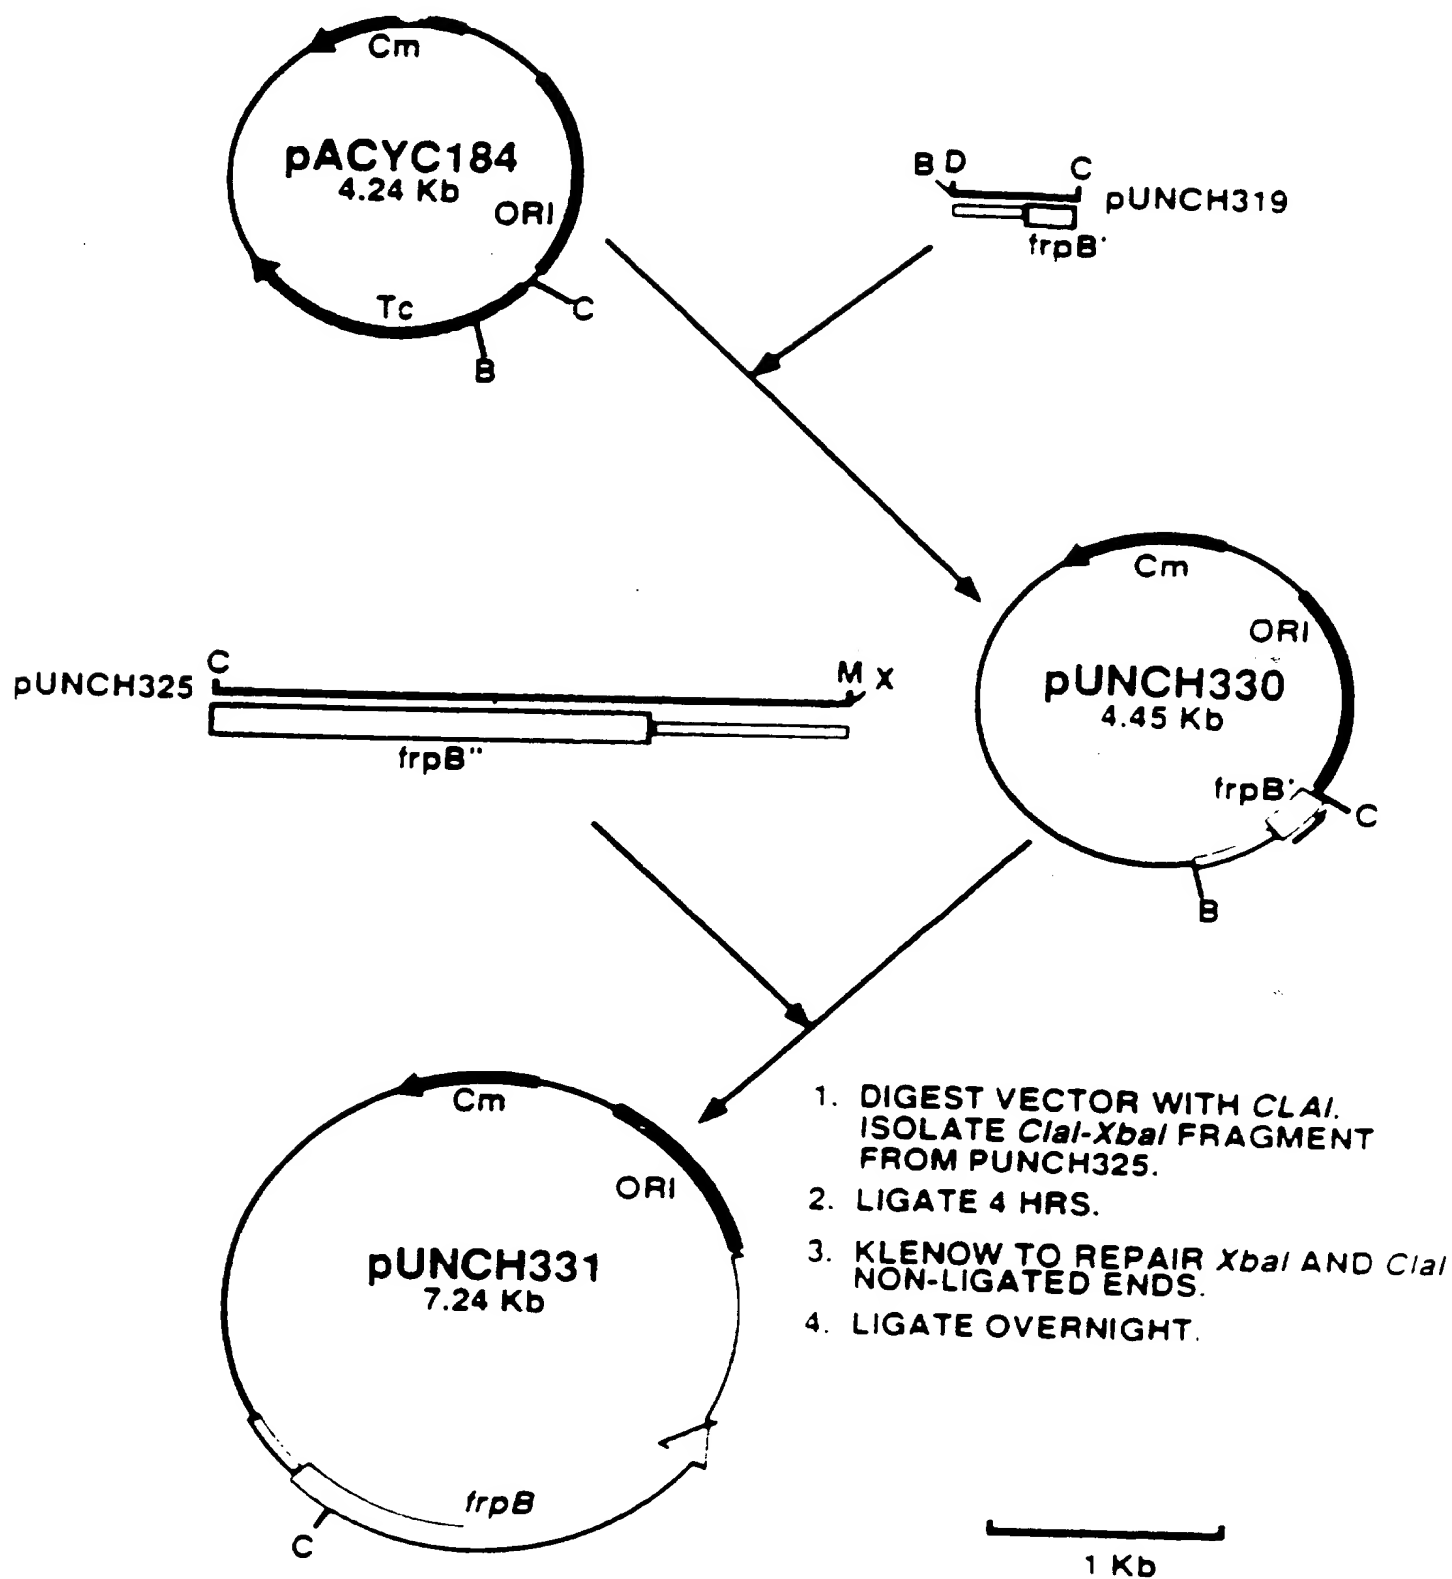 Cm
pACYC184
4.24 Kb
ORI
Tc
C
B
B D
C
pUNCH319
frpB'
Cm
ORI
pUNCH330
4.45 Kb
frpB'
C
B
pUNCH325
C
M X
frpB"
Cm
ORI
pUNCH331
7.24 Kb
frpB
C
1. DIGEST VECTOR WITH CLAI.
ISOLATE ClaI-XbaI FRAGMENT
FROM PUNCH325.
2. LIGATE 4 HRS.
3. KLENOW TO REPAIR XbaI AND ClaI
NON-LIGATED ENDS.
4. LIGATE OVERNIGHT.
1 Kb